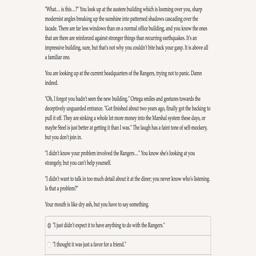 "What... is this...?" You look up at the austere building which is looming over you, sharp
modernist angles breaking up the sunshine into patterned shadows cascading over the
facade. There are far less windows than on a normal office building, and you know the ones
that are there are reinforced against stronger things than recurring earthquakes. It's an
impressive building, sure, but that's not why you couldn't bite back your gasp. It is above all
a familiar one.
You are looking up at the current headquarters of the Rangers, trying not to panic. Damn
indeed.
"Oh, I forgot you hadn't seen the new building." Ortega smiles and gestures towards the
deceptively unguarded entrance. "Got finished about two years ago, finally got the backing to
pull it off. They are sinking a whole lot more money into the Marshal system these days, or
maybe Steel is just better at getting it than I was." The laugh has a faint tone of self-mockery,
but you don't join in.
"I didn't know your problem involved the Rangers..." You know she's looking at you
strangely, but you can't help yourself.
"I didn't want to talk in too much detail about it at the diner; you never know who's listening.
Is that a problem?"
Your mouth is like dry ash, but you have to say something.
"I just didn't expect it to have anything to do with the Rangers."
"I thought it was just a favor for a friend."